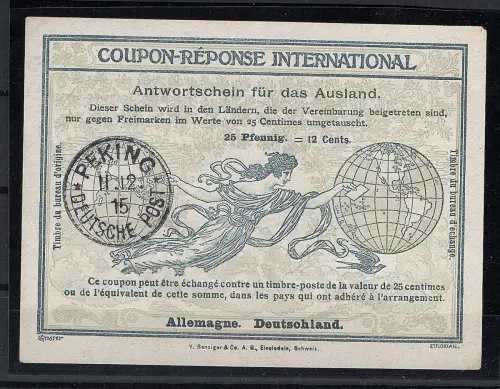 COUPON-RÉPONSE INTERNATIONAL
Antwortschein für das Ausland.
Dieser Schein wird in den Ländern, die der Vereinbarung beigetreten sind,
nur gegen Freimarken im Werte von 25 Centimes umgetauscht.
25 Pfennig. = 12 Cents.
Timbre du bureau d'origine.
PEKING
11.12
15
DEUTSCHE POST
Timbre du bureau d'échange.
Ce coupon peut être échangé contre un timbre-poste de la valeur de 25 centimes
ou de l'équivalent de cette somme, dans les pays qui ont adhéré à l'arrangement.
Allemagne. Deutschland.
V. Benziger & Co. A. G., Einsiedeln, Schweiz.
E.FLORIAN.